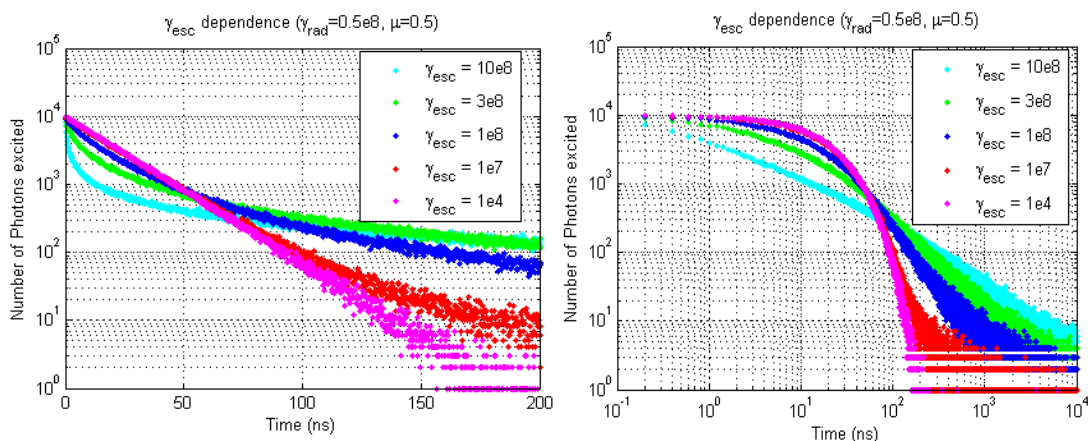 γesc dependence (γrad=0.5e8, μ=0.5)
Number of Photons excited
10^5
10^4
10^3
10^2
10^1
10^0
0
50
100
150
200
Time (ns)
γesc = 10e8
γesc = 3e8
γesc = 1e8
γesc = 1e7
γesc = 1e4
γesc dependence (γrad=0.5e8, μ=0.5)
Number of Photons excited
10^5
10^4
10^3
10^2
10^1
10^0
10^-1
10^0
10^1
10^2
10^3
10^4
Time (ns)
γesc = 10e8
γesc = 3e8
γesc = 1e8
γesc = 1e7
γesc = 1e4